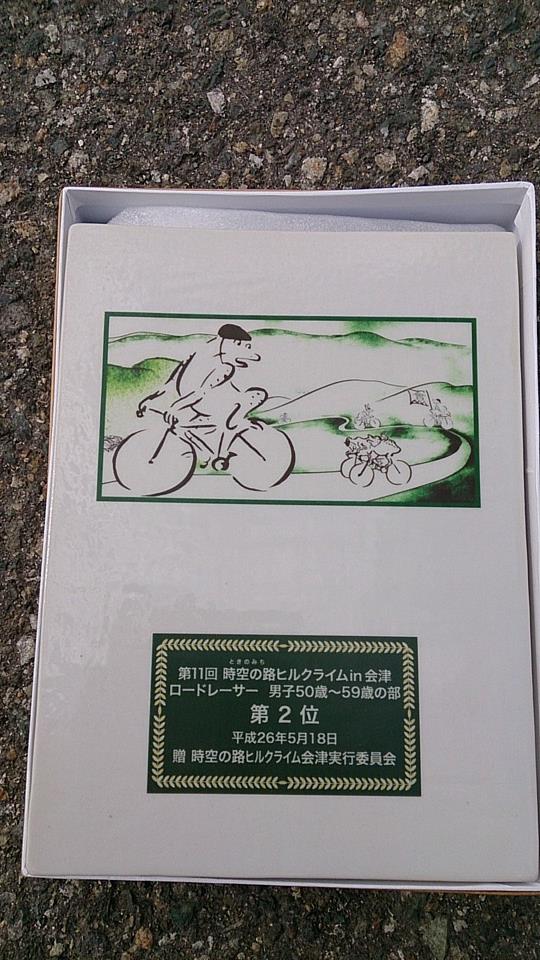 ときのみち
第11回 時空の路ヒルクライムin会津
ロードレーサー 男子50歳〜59歳の部
第 2 位
平成26年5月18日
贈 時空の路ヒルクライム会津実行委員会